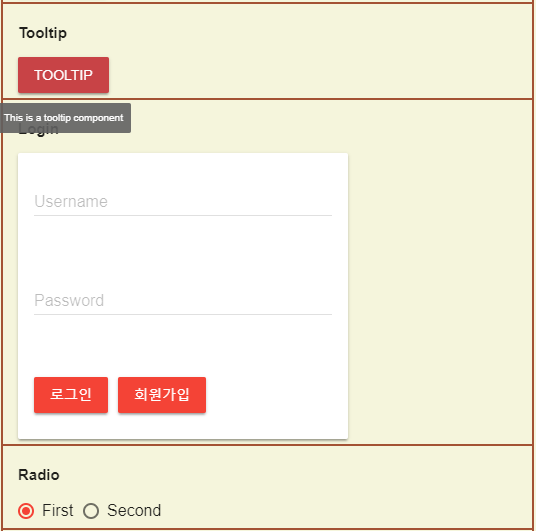 Tooltip
TOOLTIP
This is a tooltip component
Login
Username
Password
로그인 회원가입
Radio
First Second